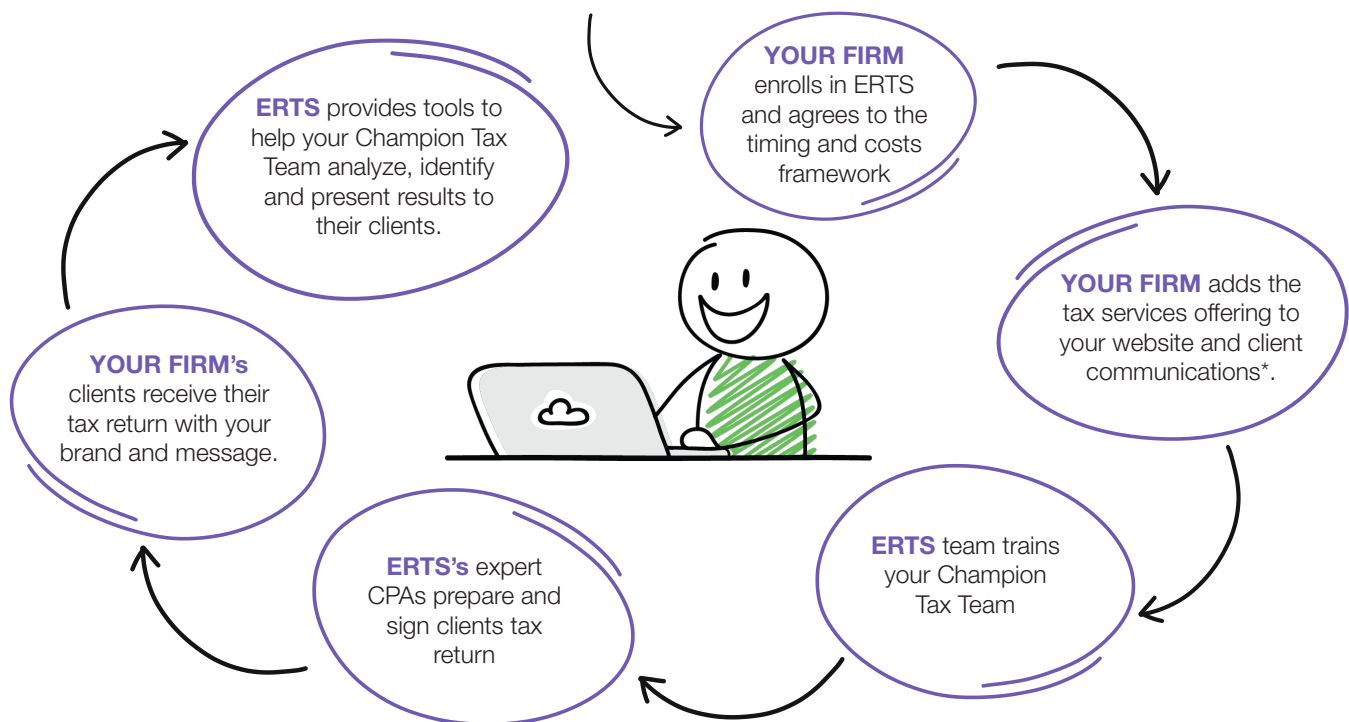 YOUR FIRM
enrolls in ERTS
and agrees to the
timing and costs
framework
YOUR FIRM adds the
tax services offering to
your website and client
communications*.
ERTS team trains
your Champion
Tax Team
ERTS's expert
CPAs prepare and
sign clients tax
return
YOUR FIRM's
clients receive their
tax return with your
brand and message.
ERTS provides tools to
help your Champion Tax
Team analyze, identify
and present results to
their clients.